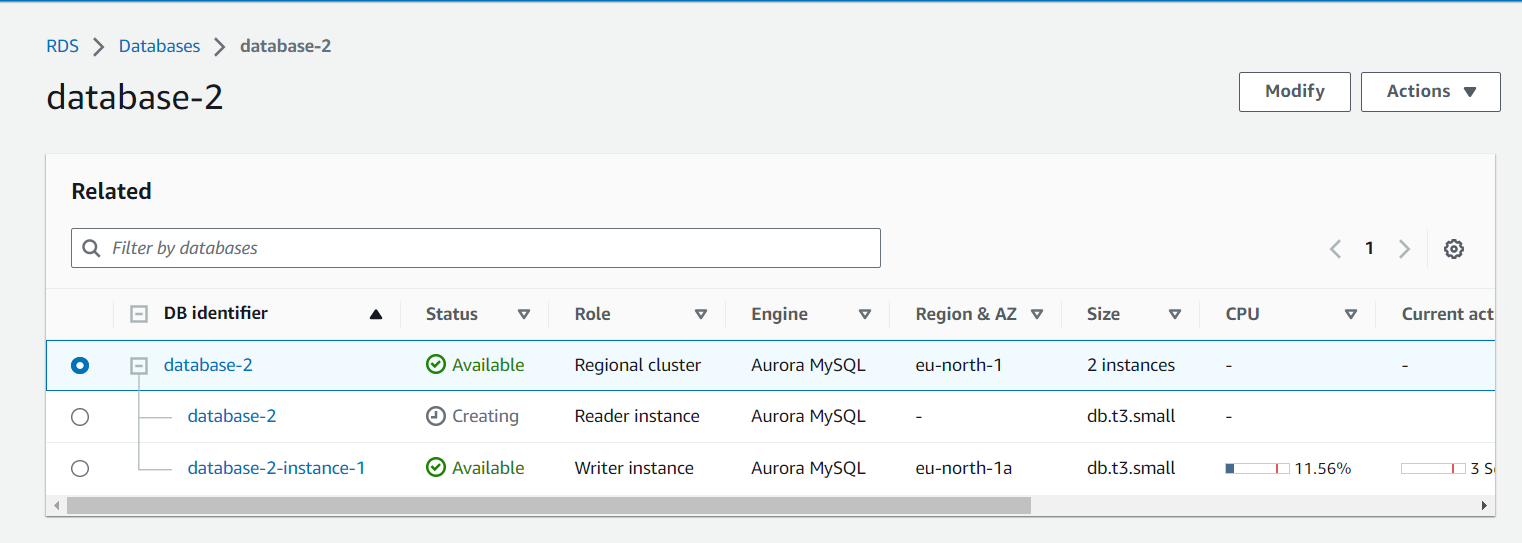 RDS > Databases > database-2
database-2
Modify
Actions
Related
Filter by databases
1
DB identifier Status Role Engine Region & AZ Size CPU Current act
database-2 Available Regional cluster Aurora MySQL eu-north-1 2 instances - -
database-2 Creating Reader instance Aurora MySQL - db.t3.small -
database-2-instance-1 Available Writer instance Aurora MySQL eu-north-1a db.t3.small 11.56% 3 Se